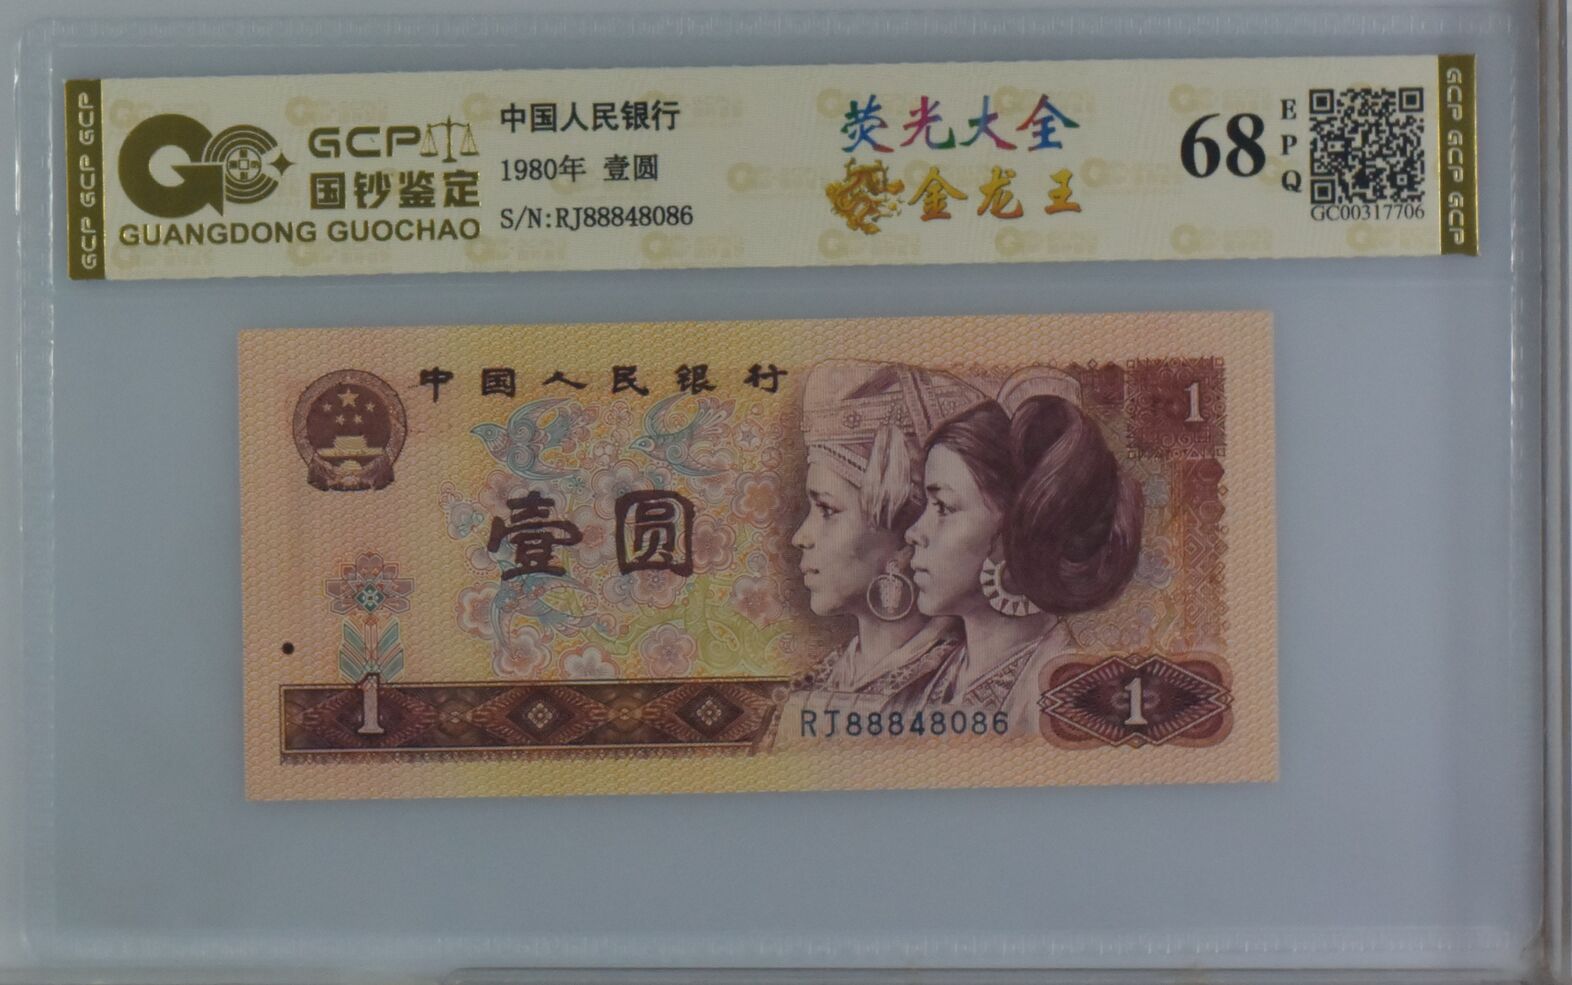 GCP GCP GCP
GCP
国钞鉴定
GUANGDONG GUOCHAO
中国人民银行
1980年 壹圆
S/N:RJ88848086
荧光大全
金龙王
68
EPQ
GC00317706
GCP GCP GCP
中国人民银行
1
壹圆
1
RJ88848086
1